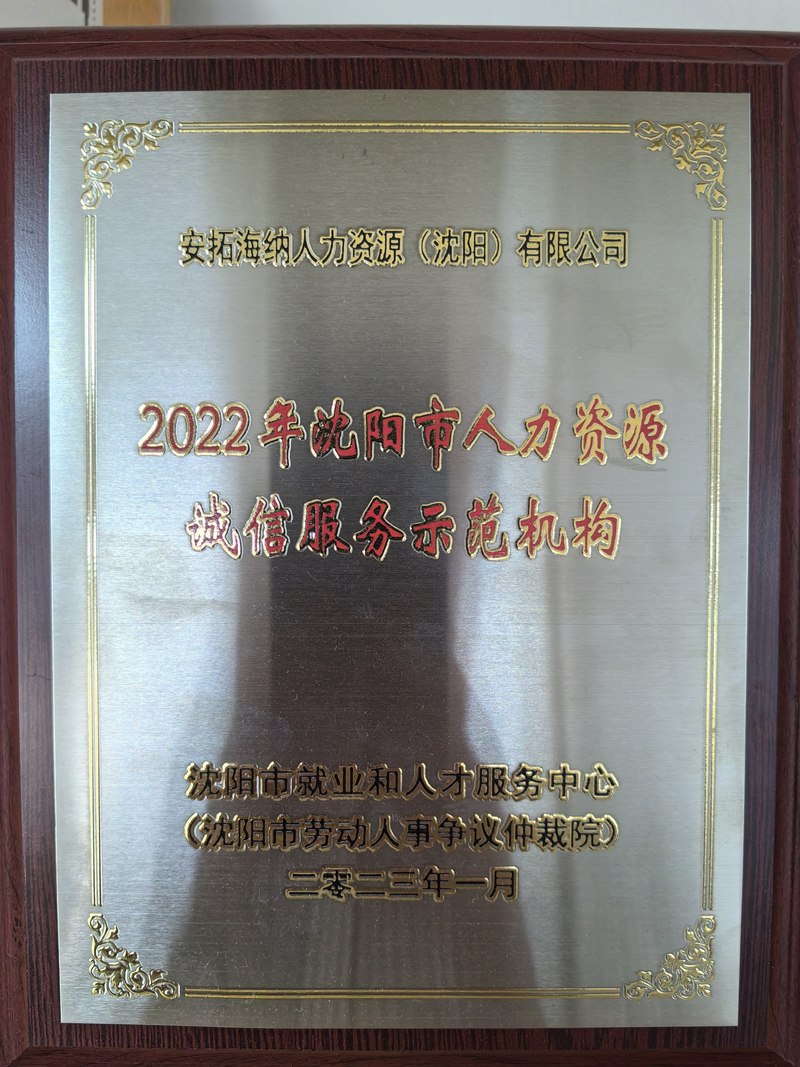 安拓海纳人力资源（沈阳）有限公司
2022年沈阳市人力资源
诚信服务示范机构
沈阳市就业和人才服务中心
（沈阳市劳动人事争议仲裁院）
二零二三年一月